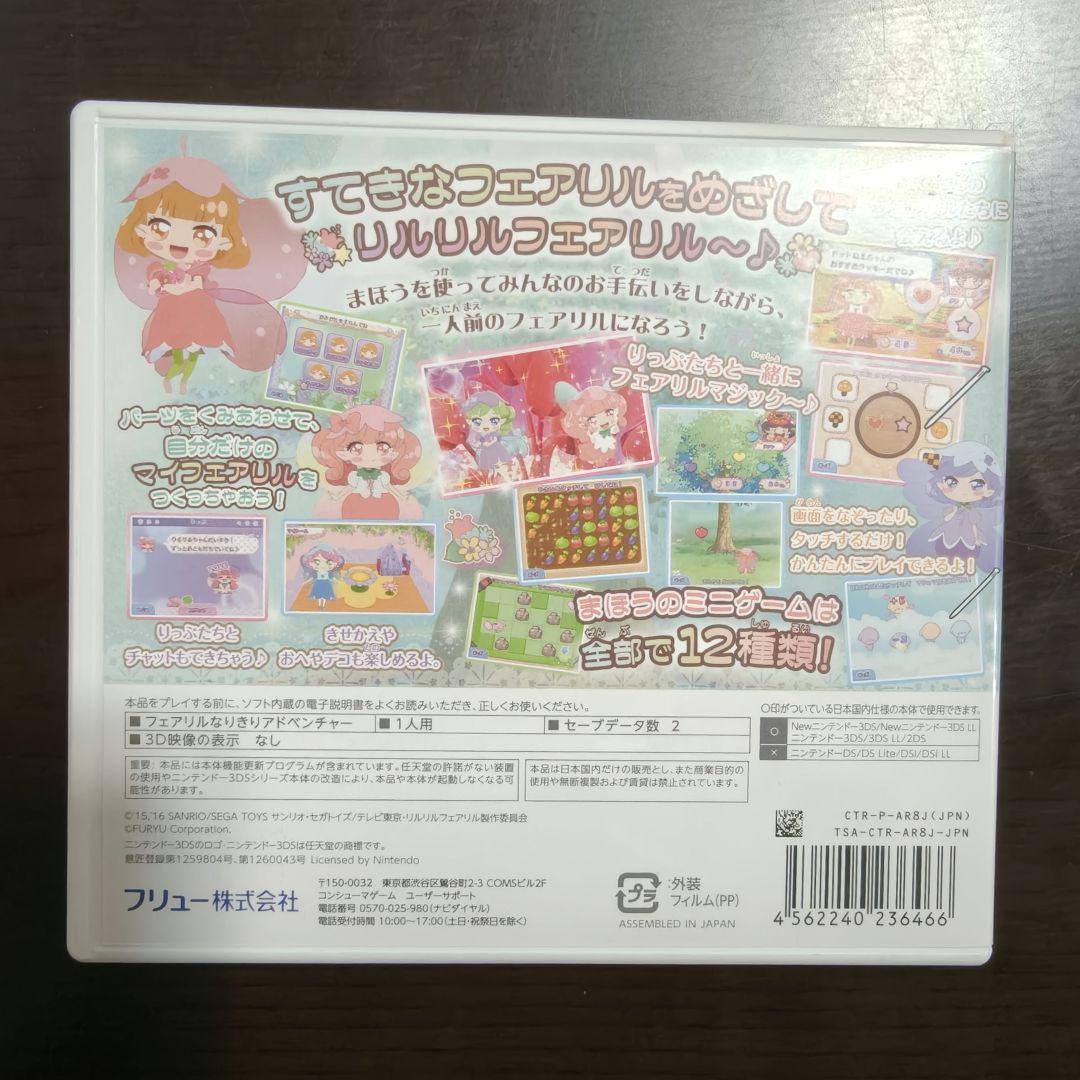 すてきなフェアリルをめざして
リルリルフェアリル～♪
まほうを使ってみんなのお手伝いをしながら、
つか
てつだ
一人前のフェアリルになろう！
いちにんまえ
りっぷたちと一緒に
いっしょ
フェアリルマジック～♪
パーツをくみあわせて、
自分だけの
マイフェアリルを
つくっちゃおう！
画面をなぞったり、
タッチするだけ！
かんたんにプレイできるよ！
りっぷたちと
チャットもできちゃう♪
きせかえや
おへやデコも楽しめるよ。
まほうのミニゲームは
全部で12種類！
ぜんぶ
しゅるい
本品をプレイする前に、ソフト内蔵の電子説明書をよくお読みいただき、正しくお使いください。
■ フェアリルなりきりアドベンチャー
■ 1人用
■ セーブデータ数 2
■ 3D映像の表示 なし
〇印がついている日本国内仕様の本体で使用できます。
○ Newニンテンドー3DS/Newニンテンドー3DS LL
ニンテンドー3DS/3DS LL/2DS
× ニンテンドーDS/DS Lite/DSi/DSi LL
重要：本品には本体機能更新プログラムが含まれています。任天堂の許諾がない装置
の使用やニンテンドー3DSシリーズ本体の改造により、本品や本体が起動しなくなる可
能性があります。
本品は日本国内だけの販売とし、また商業目的の
使用や無断複製および賃貸は禁止されています。
©'15,'16 SANRIO/SEGA TOYS サンリオ・セガトイズ/テレビ東京・リルリルフェアリル製作委員会
©FURYU Corporation.
ニンテンドー3DSのロゴ・ニンテンドー3DSは任天堂の商標です。
意匠登録第1259804号、第1260043号 Licensed by Nintendo
CTR-P-AR8J(JPN)
TSA-CTR-AR8J-JPN
フリュー株式会社
〒150-0032 東京都渋谷区鶯谷町2-3 COMSビル2F
コンシューマゲーム ユーザーサポート
電話番号 0570-025-980(ナビダイヤル)
電話受付時間 10:00〜17:00(土日・祝祭日を除く)
プラ
:外装
フィルム(PP)
ASSEMBLED IN JAPAN
4 562240 236466